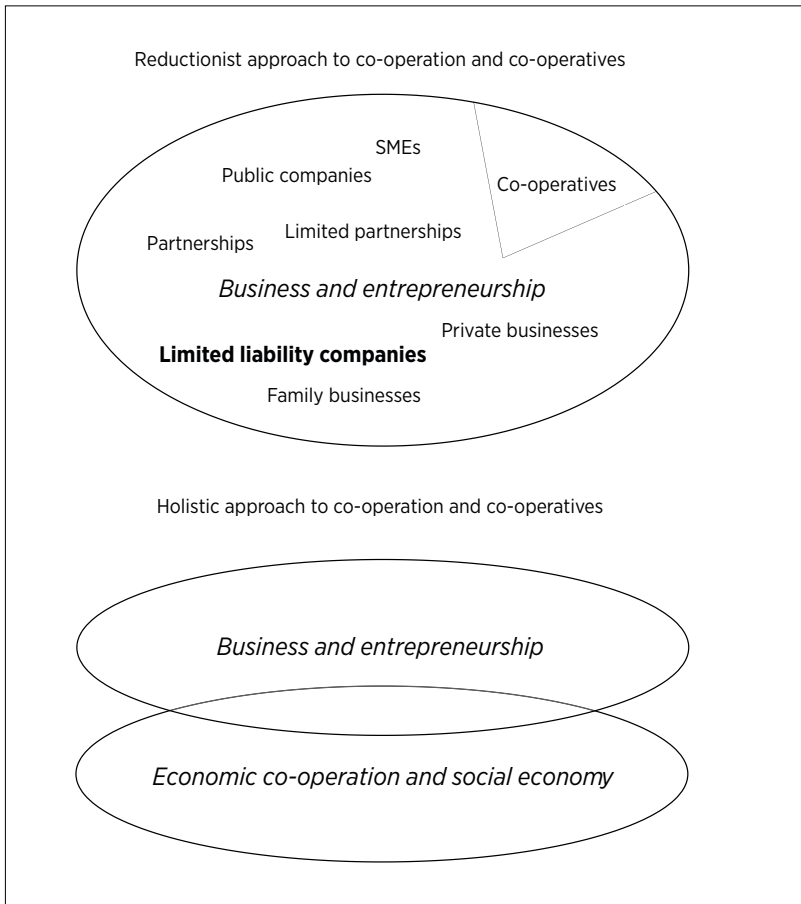 Reductionist approach to co-operation and co-operatives
SMEs
Public companies
Co-operatives
Limited partnerships
Partnerships
Business and entrepreneurship
Private businesses
Limited liability companies
Family businesses
Holistic approach to co-operation and co-operatives
Business and entrepreneurship
Economic co-operation and social economy